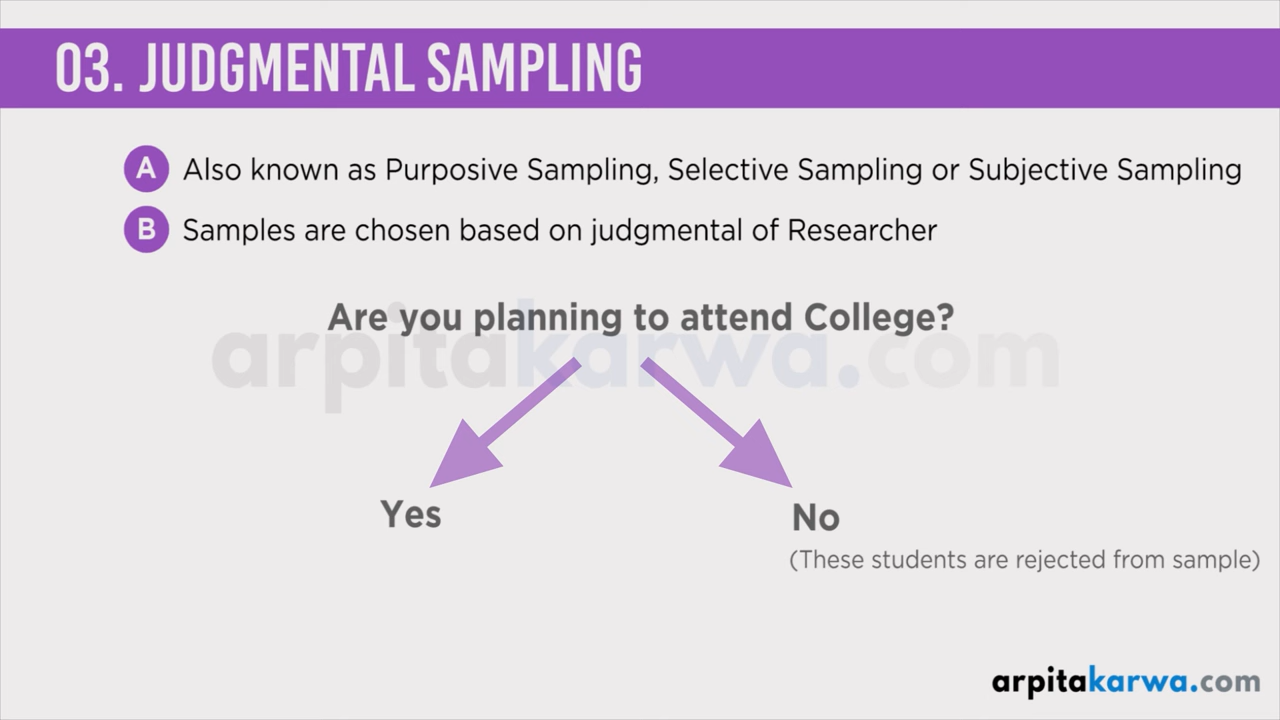 03. JUDGMENTAL SAMPLING
A Also known as Purposive Sampling, Selective Sampling or Subjective Sampling
B Samples are chosen based on judgmental of Researcher
Are you planning to attend College?
arpitakarwa.com
Yes
No
(These students are rejected from sample)
arpitakarwa.com